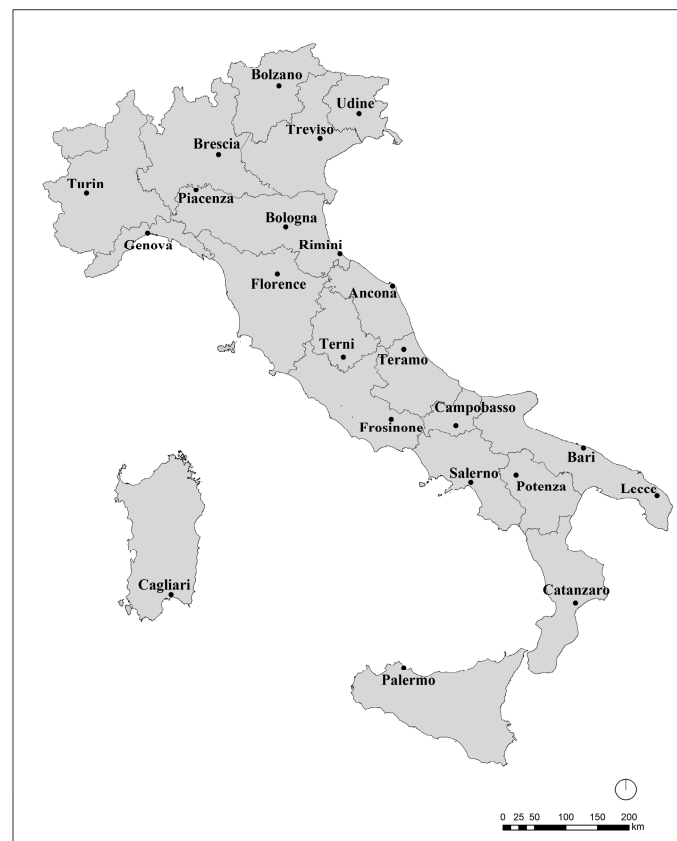 Bolzano
Udine
Treviso
Brescia
Turin
Piacenza
Bologna
Genova
Rimini
Florence
Ancona
Terni
Teramo
Campobasso
Frosinone
Bari
Salerno
Potenza
Lecce
Cagliari
Catanzaro
Palermo
0 25 50 100 150 200
km